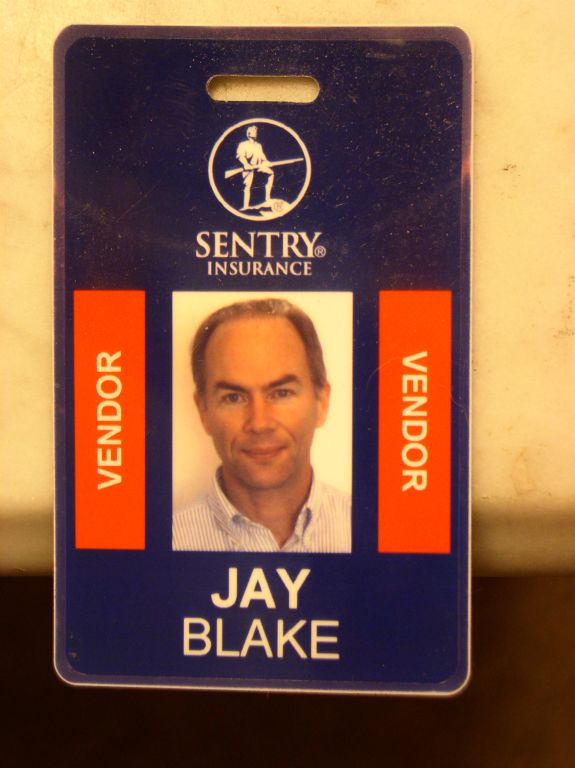 SENTRY®
INSURANCE
VENDOR
VENDOR
JAY
BLAKE